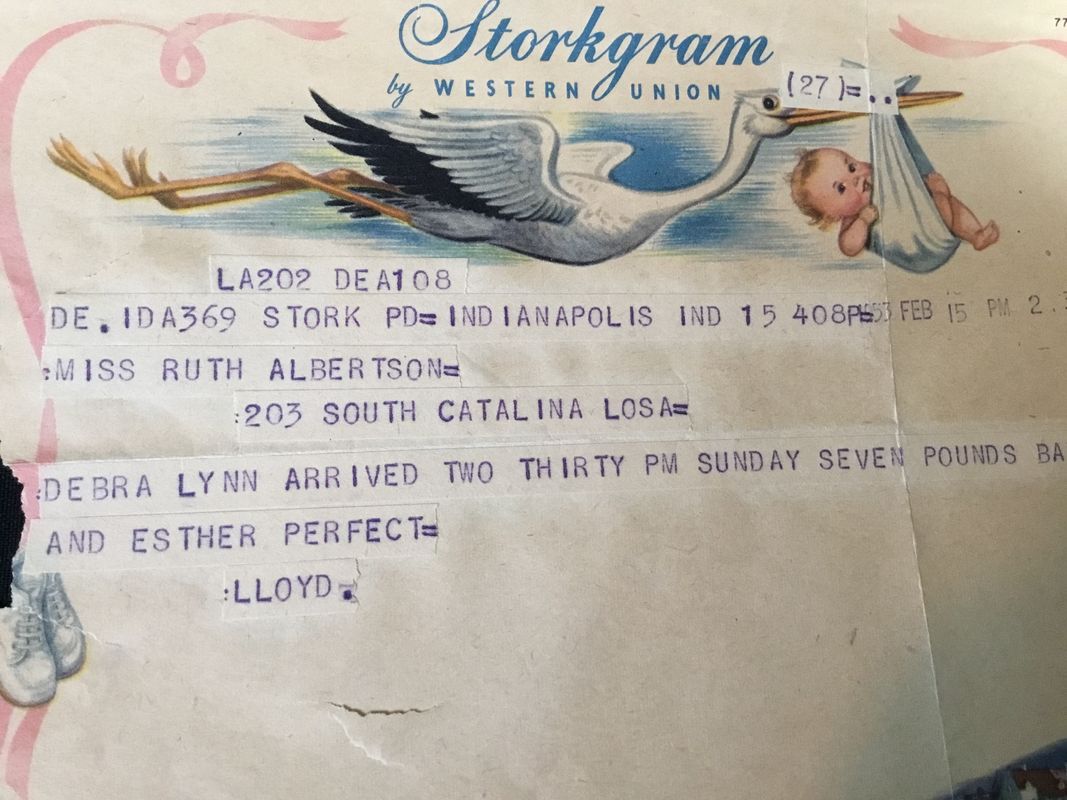 Storkgram
77
by WESTERN UNION
(27)=..
LA202 DEA108
DE.IDA369 STORK PD=INDIANAPOLIS IND 15 408P= FEB 15 PM 2
:MISS RUTH ALBERTSON=
:203 SOUTH CATALINA LOSA=
:DEBRA LYNN ARRIVED TWO THIRTY PM SUNDAY SEVEN POUNDS BA
AND ESTHER PERFECT=
:LLOYD.